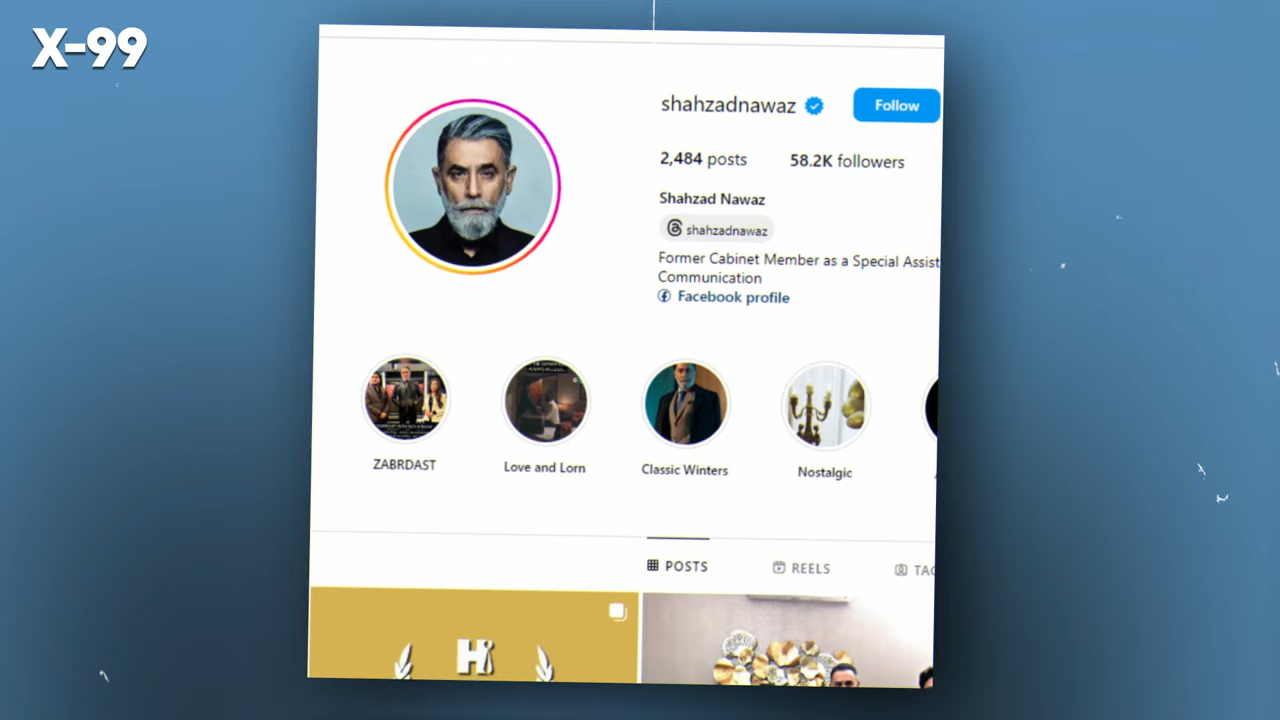 X-99
shahzadnawaz
Follow
2,484 posts
58.2K followers
Shahzad Nawaz
shahzadnawaz
Former Cabinet Member as a Special Assist
Communication
Facebook profile
ZABRDAST
Love and Lorn
Classic Winters
Nostalgic
POSTS
REELS
TAG
H